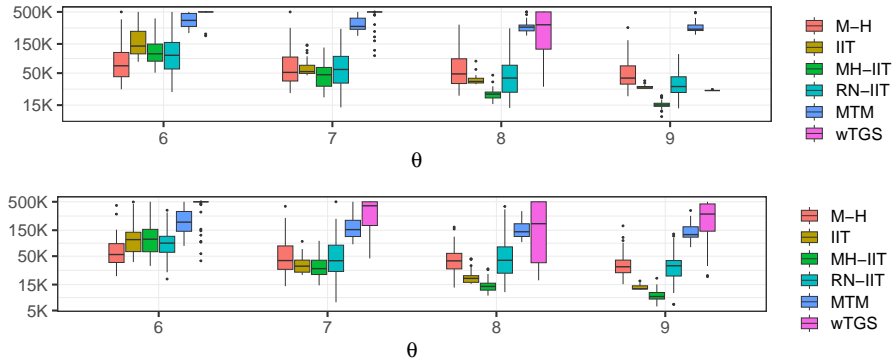 500K
150K
50K
15K
6 7 8 9
θ
M−H
IIT
MH−IIT
RN−IIT
MTM
wTGS
500K
150K
50K
15K
5K
6 7 8 9
θ
M−H
IIT
MH−IIT
RN−IIT
MTM
wTGS